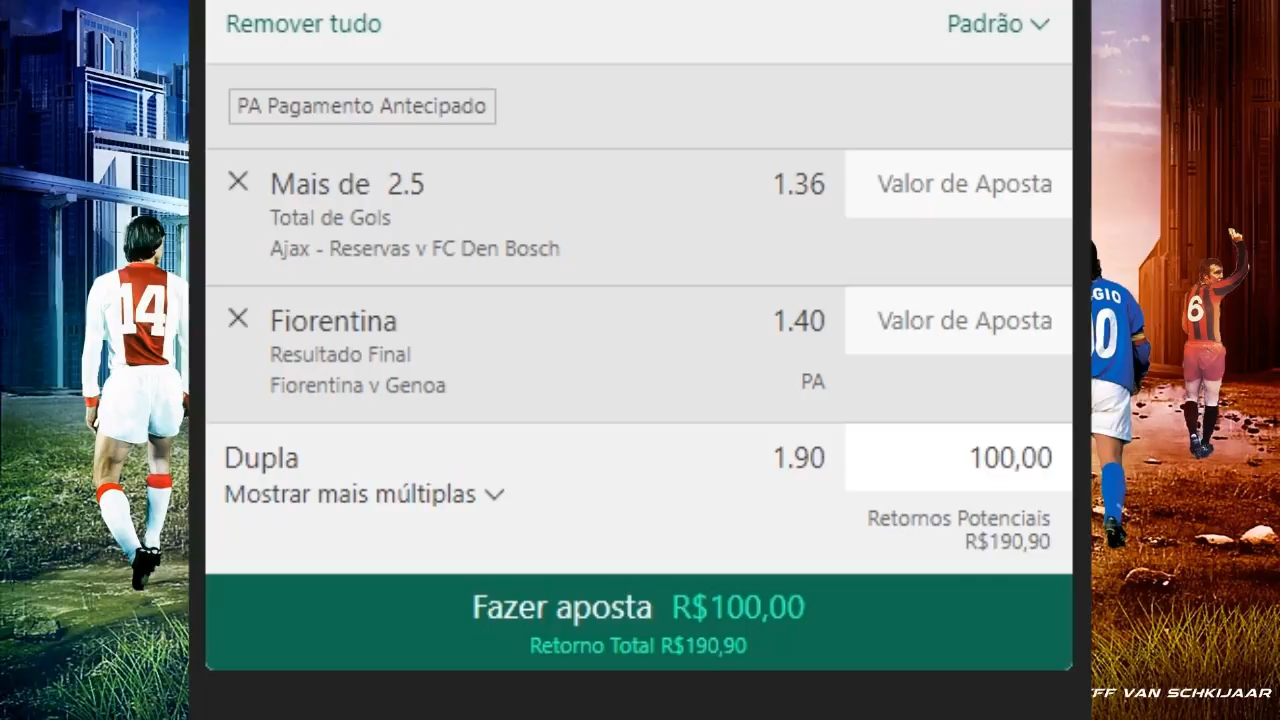 Remover tudo
Padrão
PA Pagamento Antecipado
Mais de 2.5
1.36
Valor de Aposta
Total de Gols
Ajax - Reservas v FC Den Bosch
Fiorentina
1.40
Valor de Aposta
Resultado Final
Fiorentina v Genoa
PA
Dupla
1.90
100,00
Mostrar mais múltiplas
Retornos Potenciais
R$190,90
Fazer aposta R$100,00
Retorno Total R$190,90
14
GIO
6
VAN SCHKIJAAR